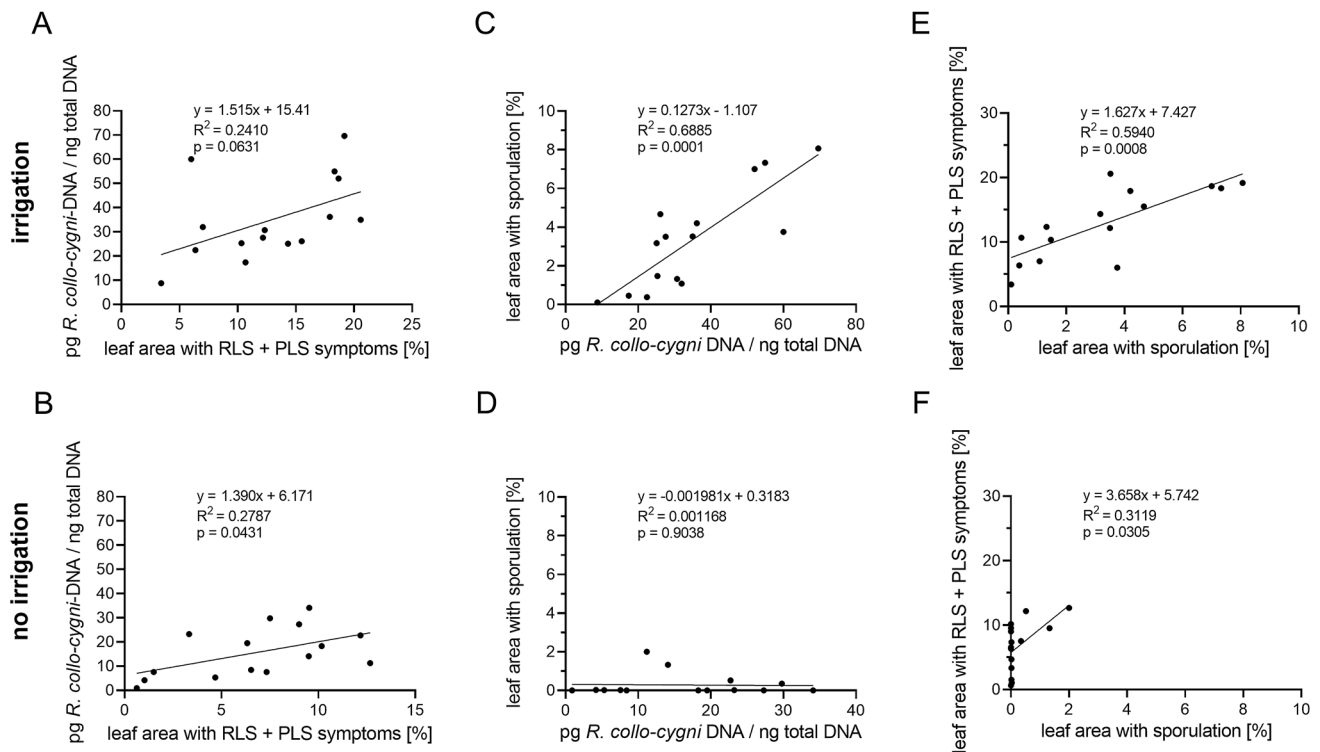 A
C
E
irrigation
pg R. collo-cygni-DNA / ng total DNA
80
70
60
50
40
30
20
10
0
y = 1.515x + 15.41
R² = 0.2410
p = 0.0631
0 5 10 15 20 25
leaf area with RLS + PLS symptoms [%]
leaf area with sporulation [%]
10
8
6
4
2
0
y = 0.1273x - 1.107
R² = 0.6885
p = 0.0001
0 20 40 60 80
pg R. collo-cygni DNA / ng total DNA
leaf area with RLS + PLS symptoms [%]
30
20
10
0
y = 1.627x + 7.427
R² = 0.5940
p = 0.0008
0 2 4 6 8 10
leaf area with sporulation [%]
B
D
F
no irrigation
pg R. collo-cygni-DNA / ng total DNA
80
70
60
50
40
30
20
10
0
y = 1.390x + 6.171
R² = 0.2787
p = 0.0431
0 5 10 15
leaf area with RLS + PLS symptoms [%]
leaf area with sporulation [%]
10
8
6
4
2
0
y = -0.001981x + 0.3183
R² = 0.001168
p = 0.9038
0 10 20 30 40
pg R. collo-cygni DNA / ng total DNA
leaf area with RLS + PLS symptoms [%]
30
20
10
0
y = 3.658x + 5.742
R² = 0.3119
p = 0.0305
0 2 4 6 8 10
leaf area with sporulation [%]